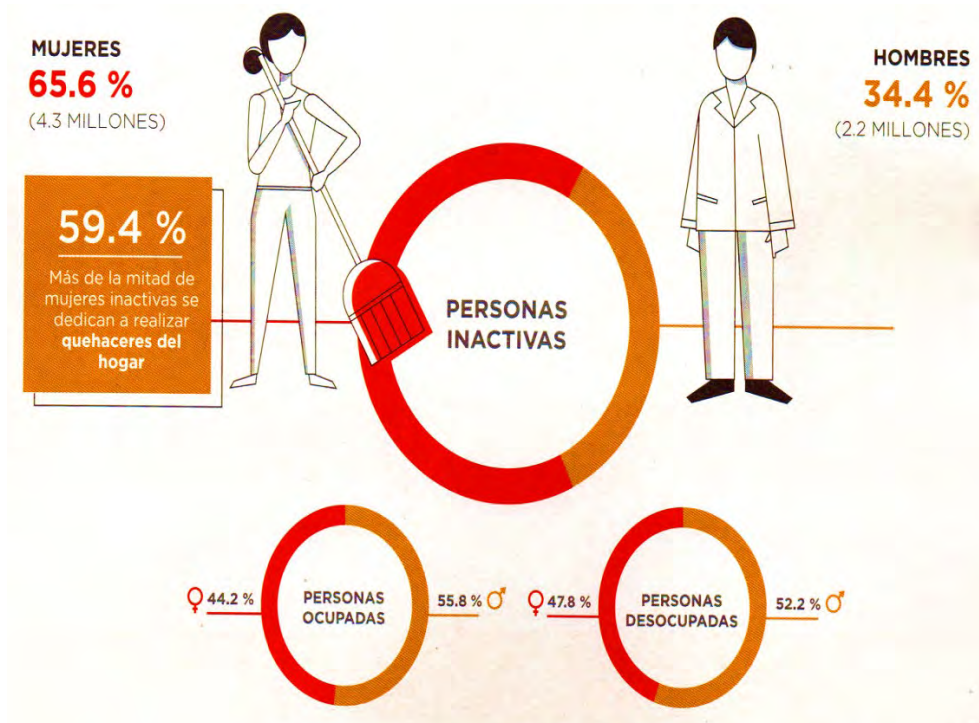 MUJERES
65.6 %
(4.3 MILLONES)
HOMBRES
34.4 %
(2.2 MILLONES)
59.4 %
Más de la mitad de
mujeres inactivas se
dedican a realizar
quehaceres del
hogar
PERSONAS
INACTIVAS
♀ 44.2 %
PERSONAS
OCUPADAS
55.8 % ♂
♀ 47.8 %
PERSONAS
DESOCUPADAS
52.2 % ♂